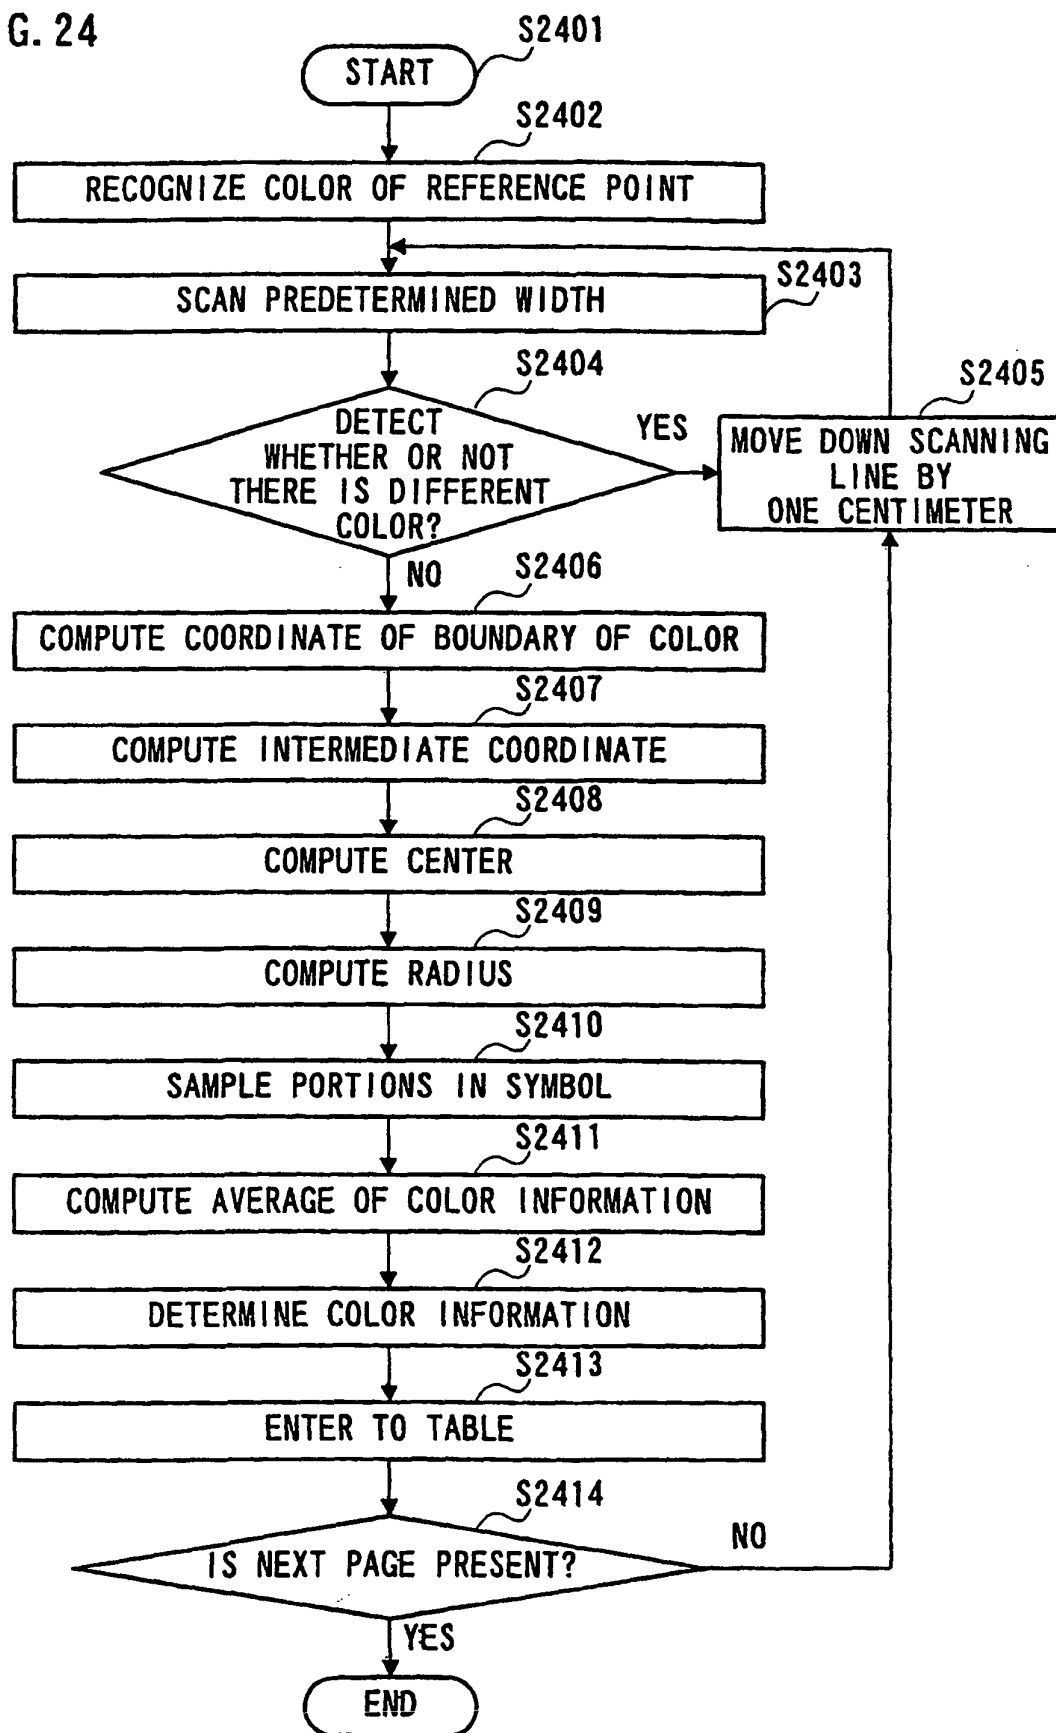 G. 24
S2401
START
S2402
RECOGNIZE COLOR OF REFERENCE POINT
S2403
SCAN PREDETERMINED WIDTH
S2404
DETECT
WHETHER OR NOT
THERE IS DIFFERENT
COLOR?
YES
S2405
MOVE DOWN SCANNING
LINE BY
ONE CENTIMETER
NO
S2406
COMPUTE COORDINATE OF BOUNDARY OF COLOR
S2407
COMPUTE INTERMEDIATE COORDINATE
S2408
COMPUTE CENTER
S2409
COMPUTE RADIUS
S2410
SAMPLE PORTIONS IN SYMBOL
S2411
COMPUTE AVERAGE OF COLOR INFORMATION
S2412
DETERMINE COLOR INFORMATION
S2413
ENTER TO TABLE
S2414
IS NEXT PAGE PRESENT?
NO
YES
END